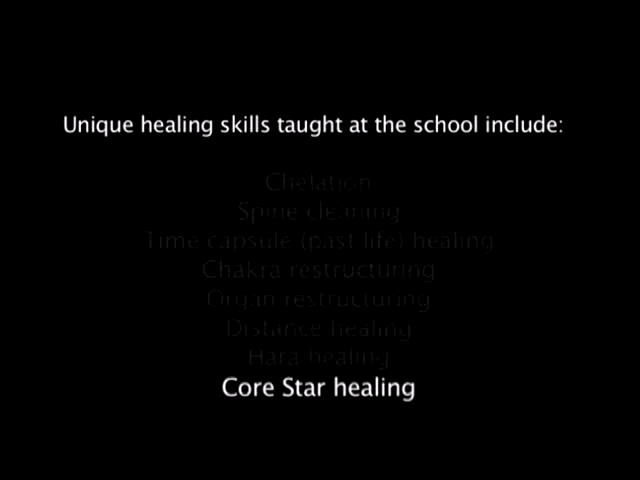 Unique healing skills taught at the school include:
Chelation
Spine cleaning
Time capsule (past life) healing
Chakra restructuring
Organ restructuring
Distance healing
Hara healing
Core Star healing